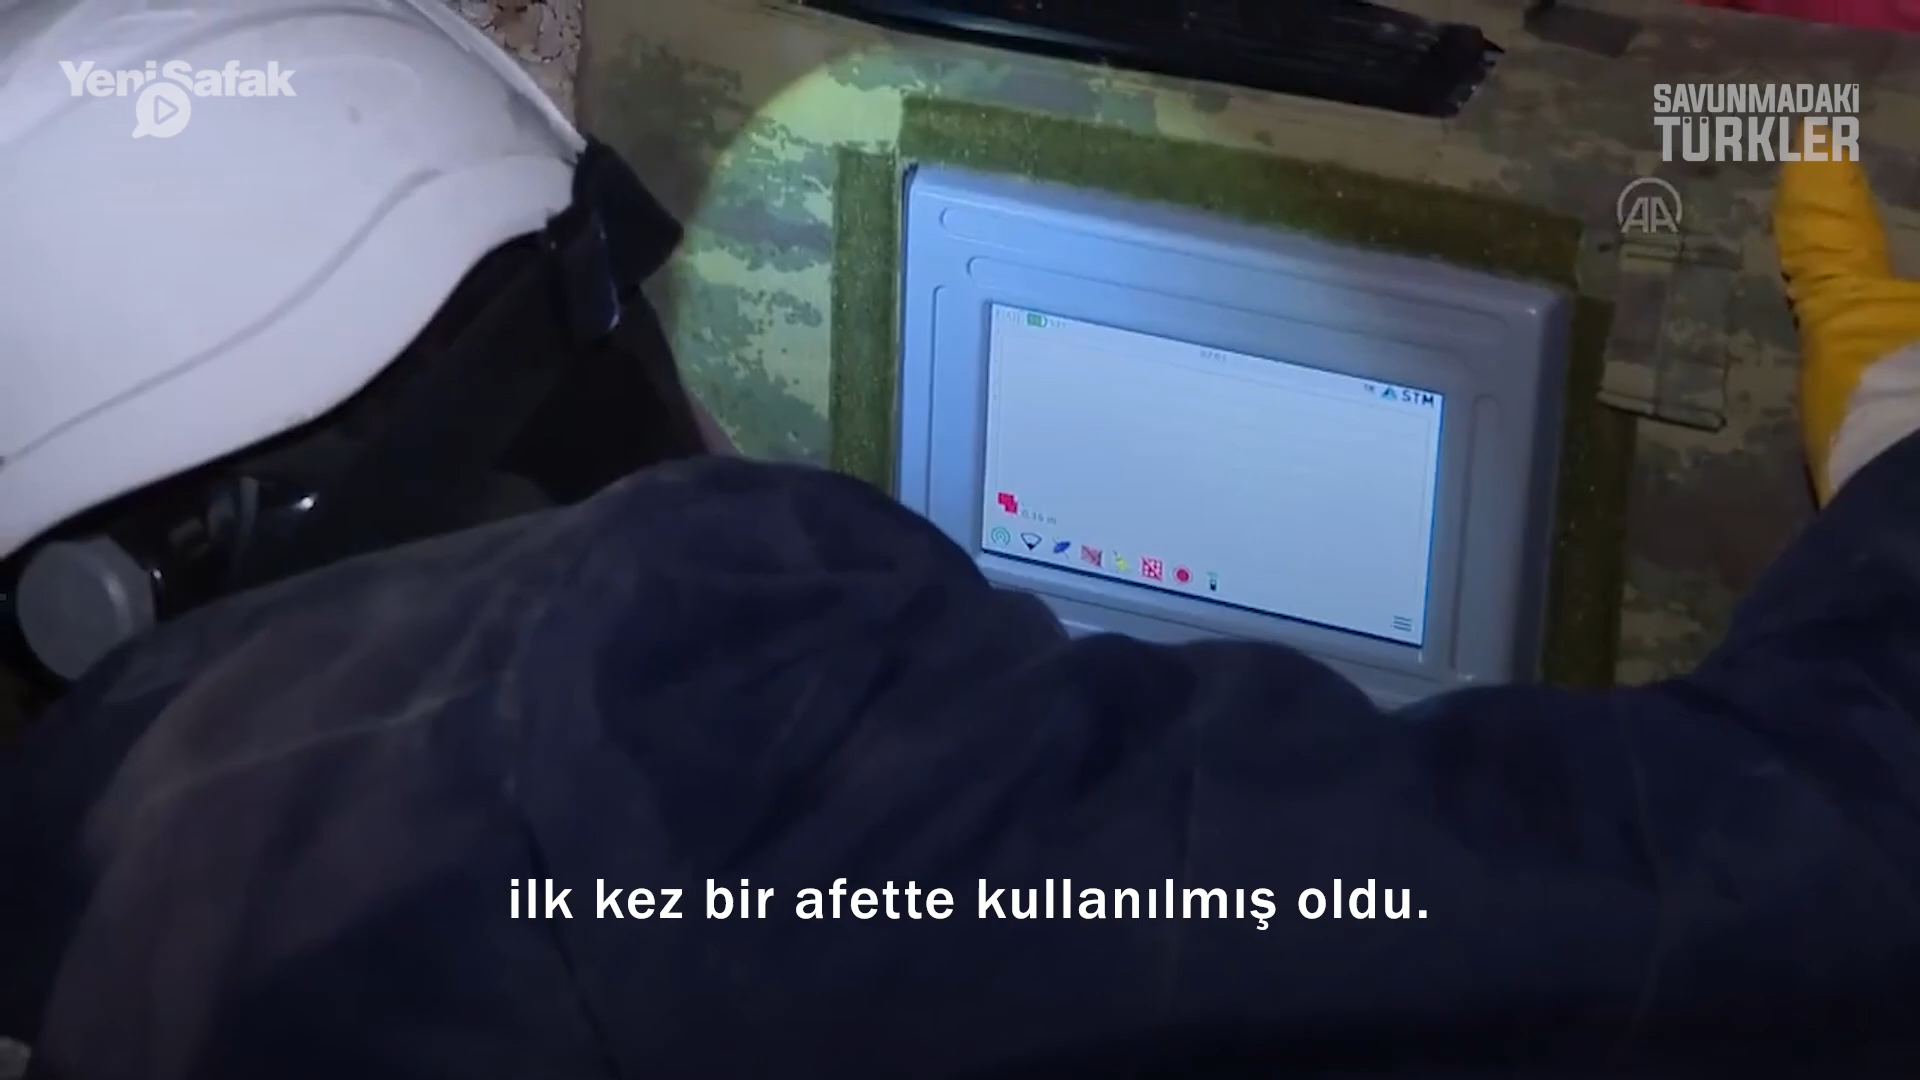 Yeni Şafak
SAVUNMADAKİ
TÜRKLER
AA
STM
ilk kez bir afette kullanılmış oldu.